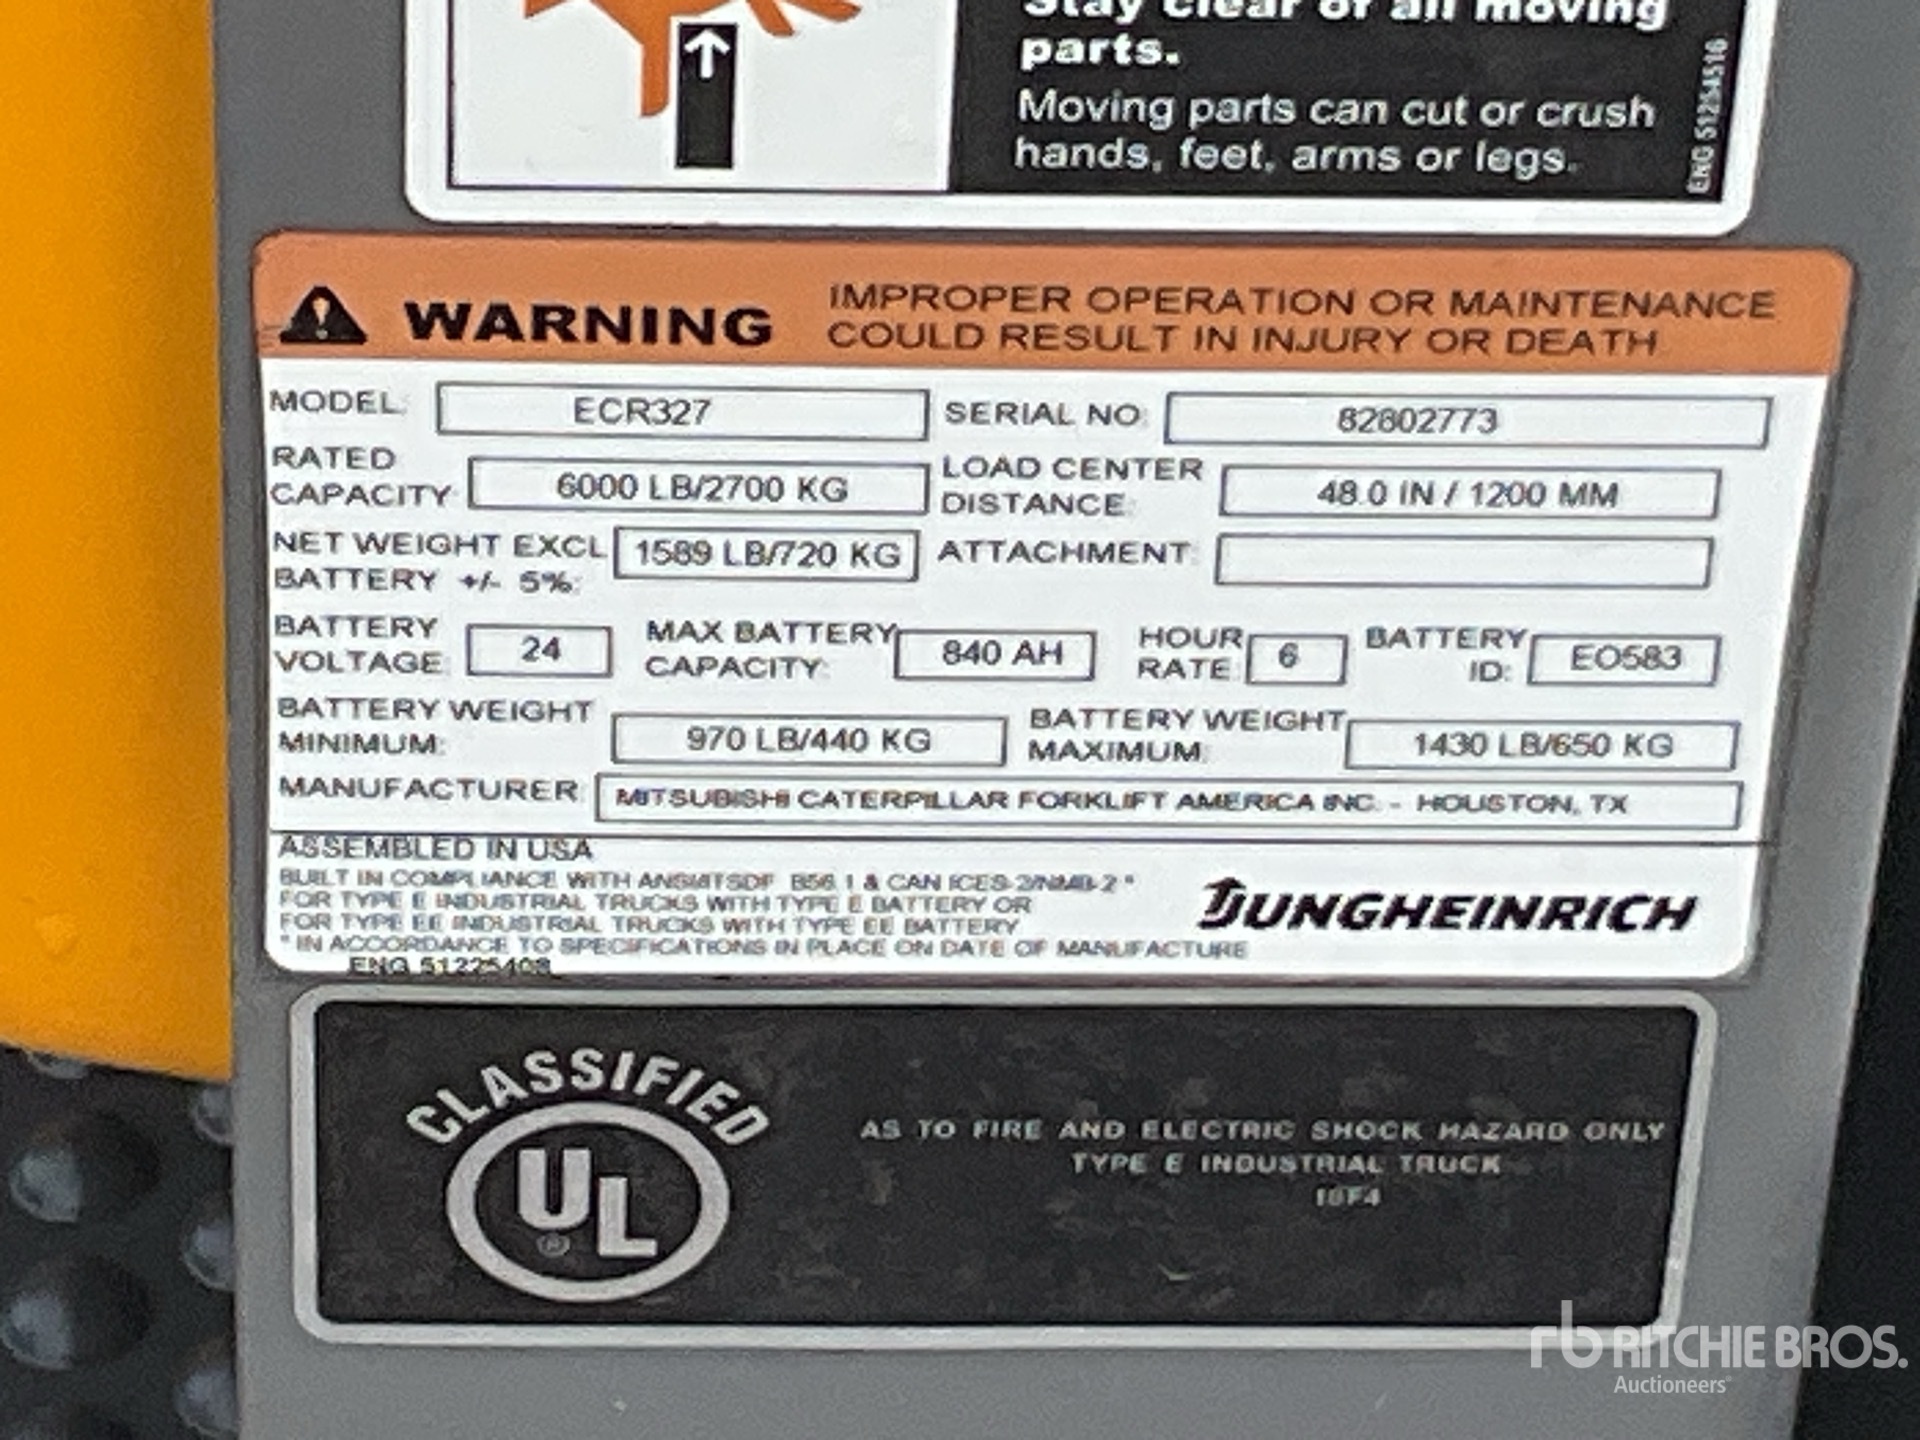 Stay clear of all moving
parts.
Moving parts can cut or crush
hands, feet, arms or legs.
ENG 51254516
WARNING
IMPROPER OPERATION OR MAINTENANCE
COULD RESULT IN INJURY OR DEATH
MODEL: ECR327 SERIAL NO: 82802773
RATED CAPACITY: 6000 LB/2700 KG LOAD CENTER DISTANCE: 48.0 IN / 1200 MM
NET WEIGHT EXCL BATTERY +/- 5%: 1589 LB/720 KG ATTACHMENT:
BATTERY VOLTAGE: 24 MAX BATTERY CAPACITY: 840 AH HOUR RATE: 6 BATTERY ID: EO583
BATTERY WEIGHT MINIMUM: 970 LB/440 KG BATTERY WEIGHT MAXIMUM: 1430 LB/650 KG
MANUFACTURER: MITSUBISHI CATERPILLAR FORKLIFT AMERICA INC. - HOUSTON, TX
ASSEMBLED IN USA
BUILT IN COMPLIANCE WITH ANSI/ITSDF B56.1 & CAN ICES-2/NMB-2 *
FOR TYPE E INDUSTRIAL TRUCKS WITH TYPE E BATTERY OR
FOR TYPE EE INDUSTRIAL TRUCKS WITH TYPE EE BATTERY
* IN ACCORDANCE TO SPECIFICATIONS IN PLACE ON DATE OF MANUFACTURE
ENG 51225408
JUNGHEINRICH
CLASSIFIED
UL ®
AS TO FIRE AND ELECTRIC SHOCK HAZARD ONLY
TYPE E INDUSTRIAL TRUCK
10F4
rb RITCHIE BROS.
Auctioneers